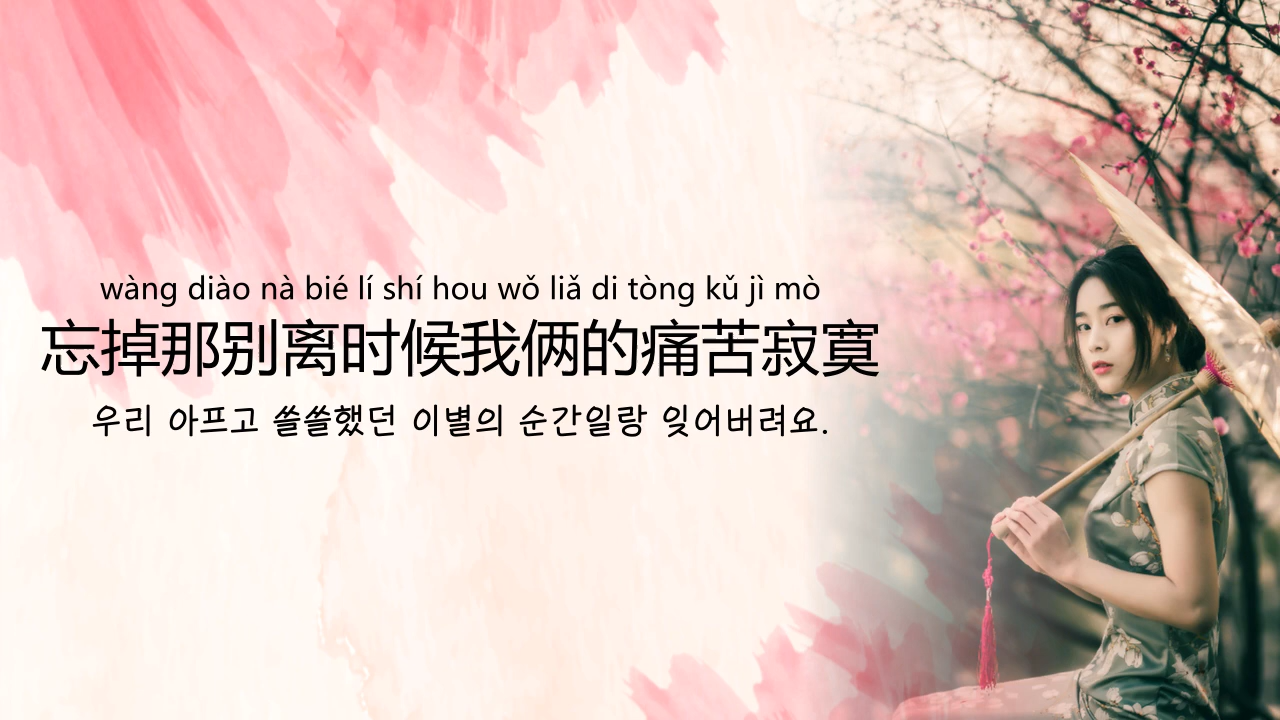 wàng diào nà bié lí shí hou wǒ liǎ di tòng kǔ jì mò
忘掉那别离时候我俩的痛苦寂寞
우리 아프고 쓸쓸했던 이별의 순간일랑 잊어버려요.